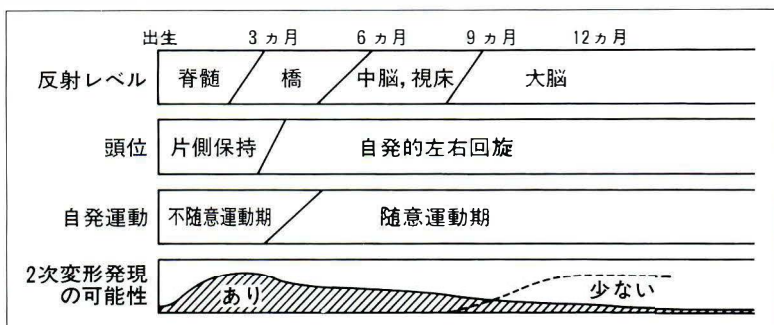 出生 3ヵ月 6ヵ月 9ヵ月 12ヵ月
反射レベル 脊髄 橋 中脳,視床 大脳
頭位 片側保持 自発的左右回旋
自発運動 不随意運動期 随意運動期
2次変形発現
の可能性 あり 少ない